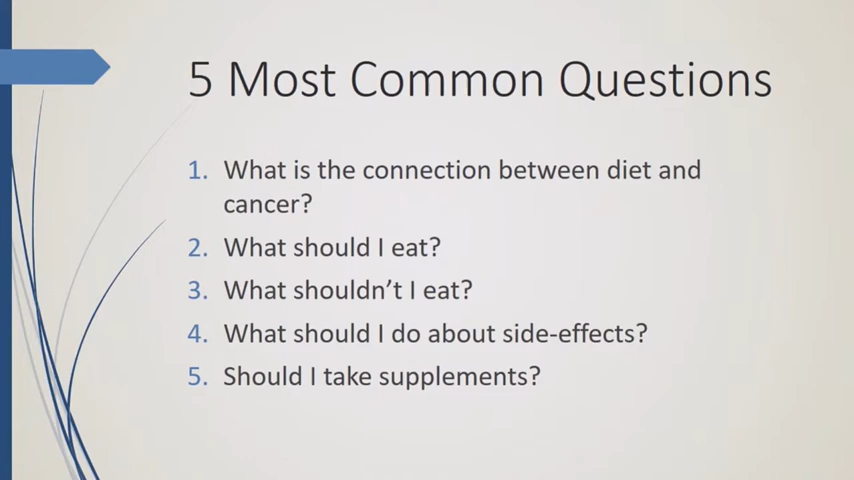 5 Most Common Questions
1. What is the connection between diet and
cancer?
2. What should I eat?
3. What shouldn't I eat?
4. What should I do about side-effects?
5. Should I take supplements?